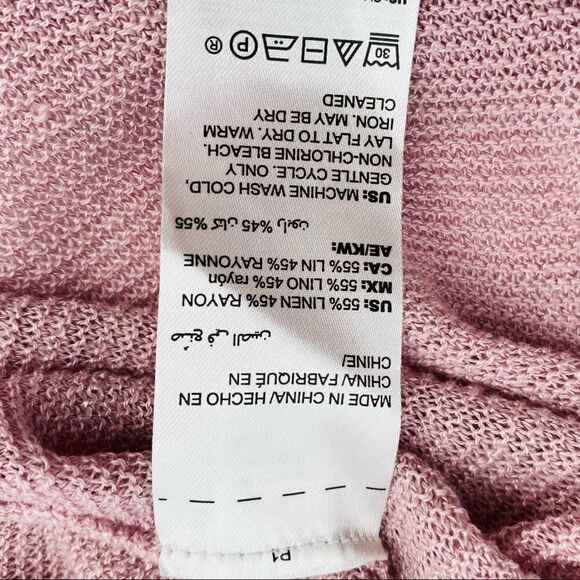 P1
MADE IN CHINA/ HECHO EN
CHINA/ FABRIQUÉ EN
CHINE/
صنع في الصين
US: 55% LINEN 45% RAYON
MX: 55% LINO 45% rayón
CA: 55% LIN 45% RAYONNE
AE/KW:
55% كتان 45% رايون
US: MACHINE WASH COLD,
GENTLE CYCLE. ONLY
NON-CHLORINE BLEACH.
LAY FLAT TO DRY. WARM
IRON. MAY BE DRY
CLEANED
30 P ®